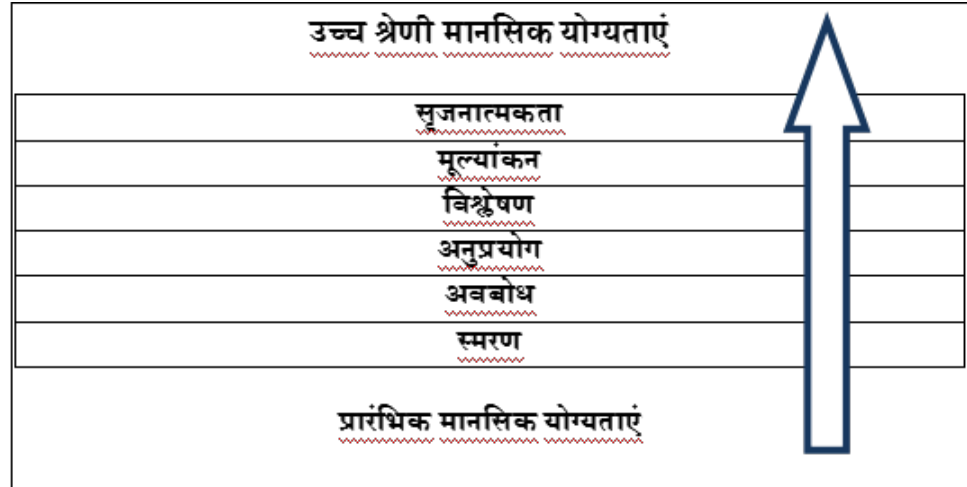 उच्च श्रेणी मानसिक योग्यताएं
सृजनात्मकता
मूल्यांकन
विश्लेषण
अनुप्रयोग
अवबोध
स्मरण
प्रारंभिक मानसिक योग्यताएं